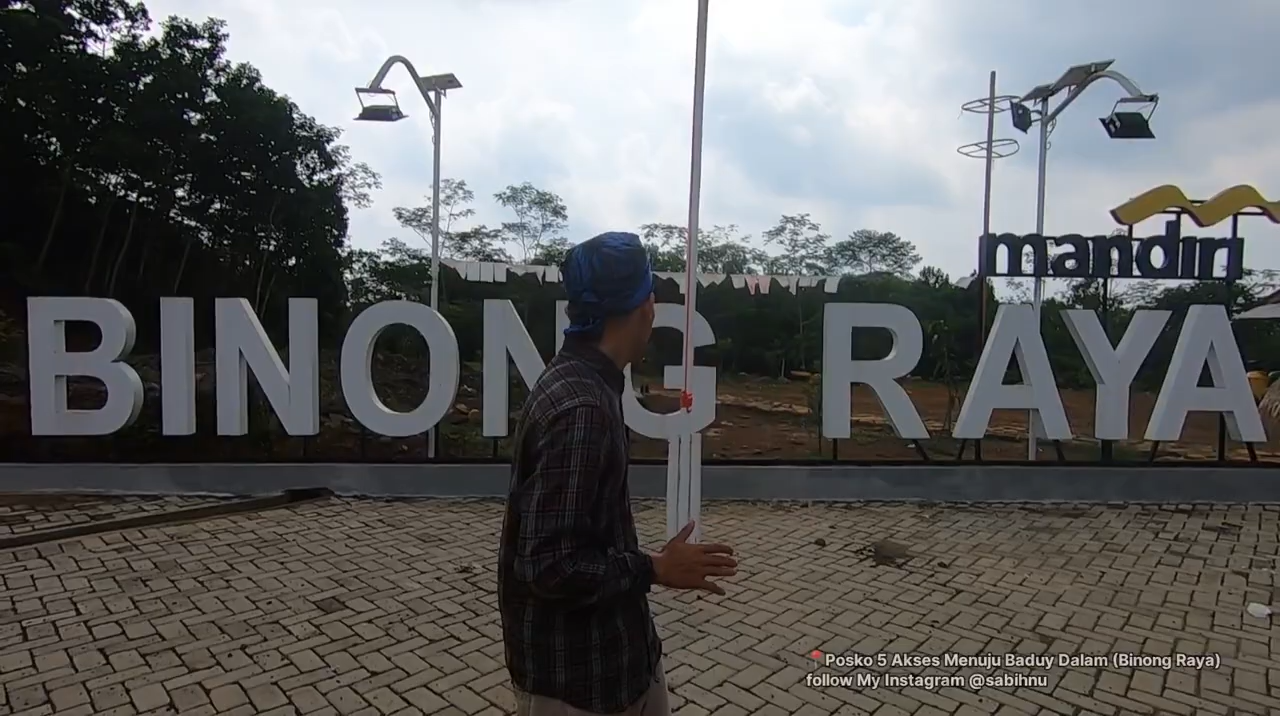 mandiri
BINONG RAYA
📍Posko 5 Akses Menuju Baduy Dalam (Binong Raya)
follow My Instagram @sabihnu